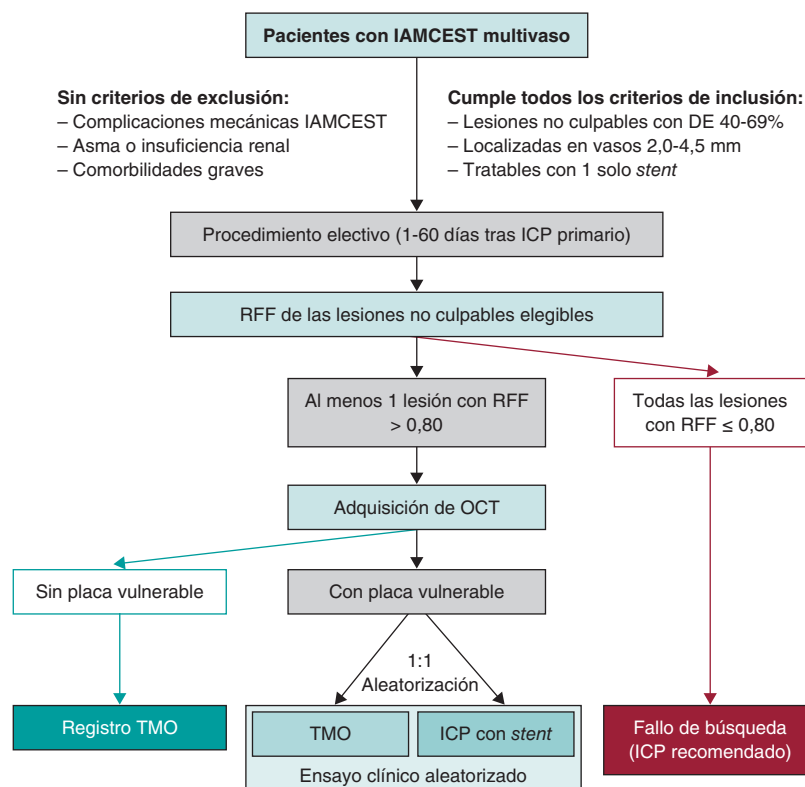 Pacientes con IAMCEST multivaso
Sin criterios de exclusión:
– Complicaciones mecánicas IAMCEST
– Asma o insuficiencia renal
– Comorbilidades graves
Cumple todos los criterios de inclusión:
– Lesiones no culpables con DE 40-69%
– Localizadas en vasos 2,0-4,5 mm
– Tratables con 1 solo stent
Procedimiento electivo (1-60 días tras ICP primario)
RFF de las lesiones no culpables elegibles
Al menos 1 lesión con RFF
> 0,80
Todas las lesiones
con RFF ≤ 0,80
Adquisición de OCT
Sin placa vulnerable
Con placa vulnerable
1:1
Aleatorización
Registro TMO
TMO
ICP con stent
Ensayo clínico aleatorizado
Fallo de búsqueda
(ICP recomendado)